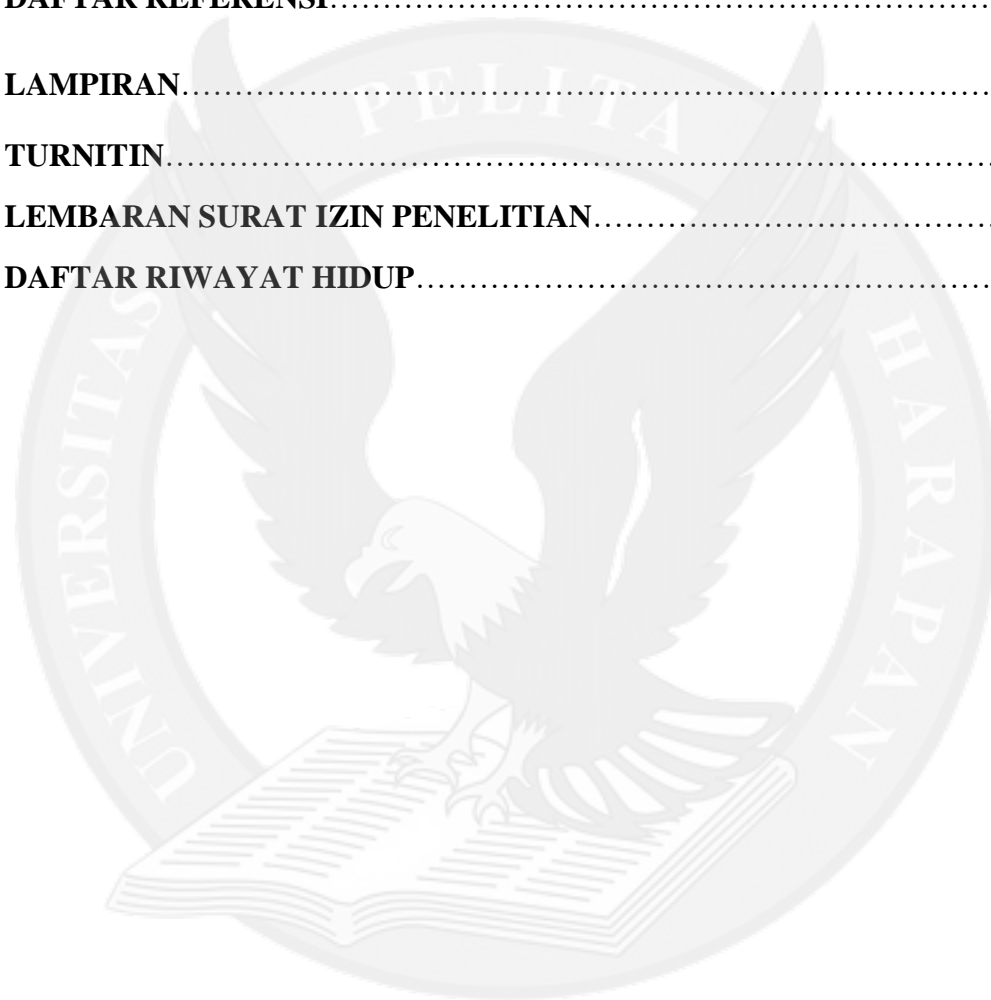 DAFTAR REFERENSI……………………………………………………………
LAMPIRAN……………………………………………………………………………
TURNITIN……………………………………………………………………………
LEMBARAN SURAT IZIN PENELITIAN……………………………………
DAFTAR RIWAYAT HIDUP………………………………………………………
UNIVERSITAS PELITA HARAPAN